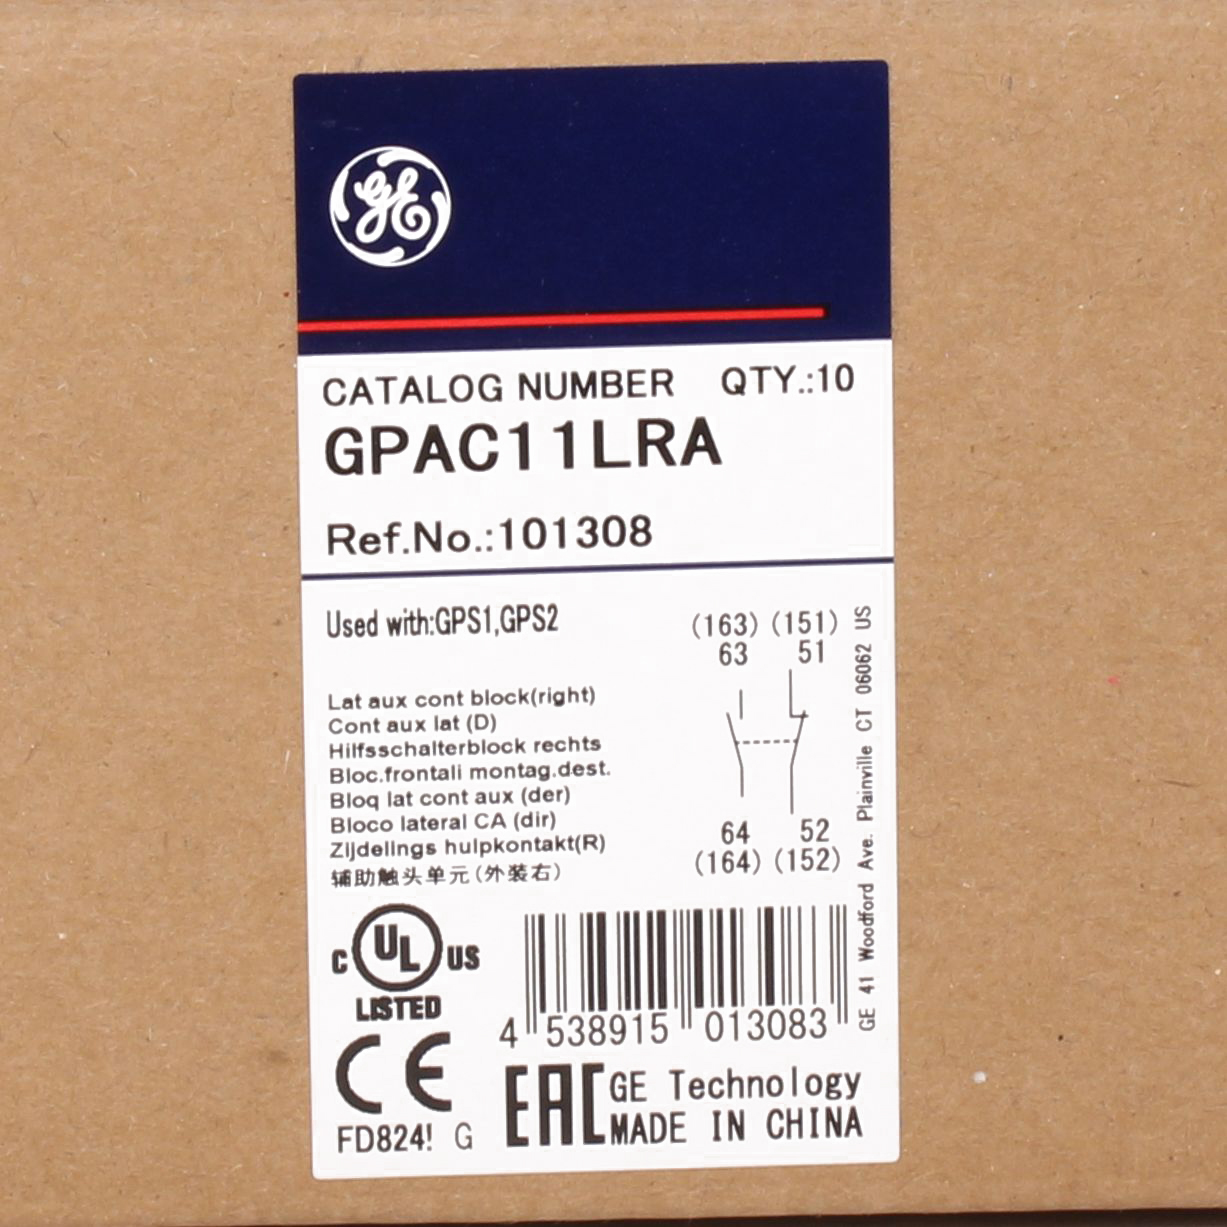 GE
CATALOG NUMBER QTY.:10
GPAC11LRA
Ref.No.:101308
Used with:GPS1,GPS2
(163) (151)
63 51
Lat aux cont block(right)
Cont aux lat (D)
Hilfsschalterblock rechts
Bloc.frontali montag.dest.
Bloq lat cont aux (der)
Bloco lateral CA (dir)
Zijdelings hulpkontakt(R)
辅助触头单元(外装右)
64 52
(164) (152)
GE 41 Woodford Ave. Plainville CT 06062 US
C UL US
LISTED
4 538915 013083
CE
EAC
GE Technology
MADE IN CHINA
FD824! G